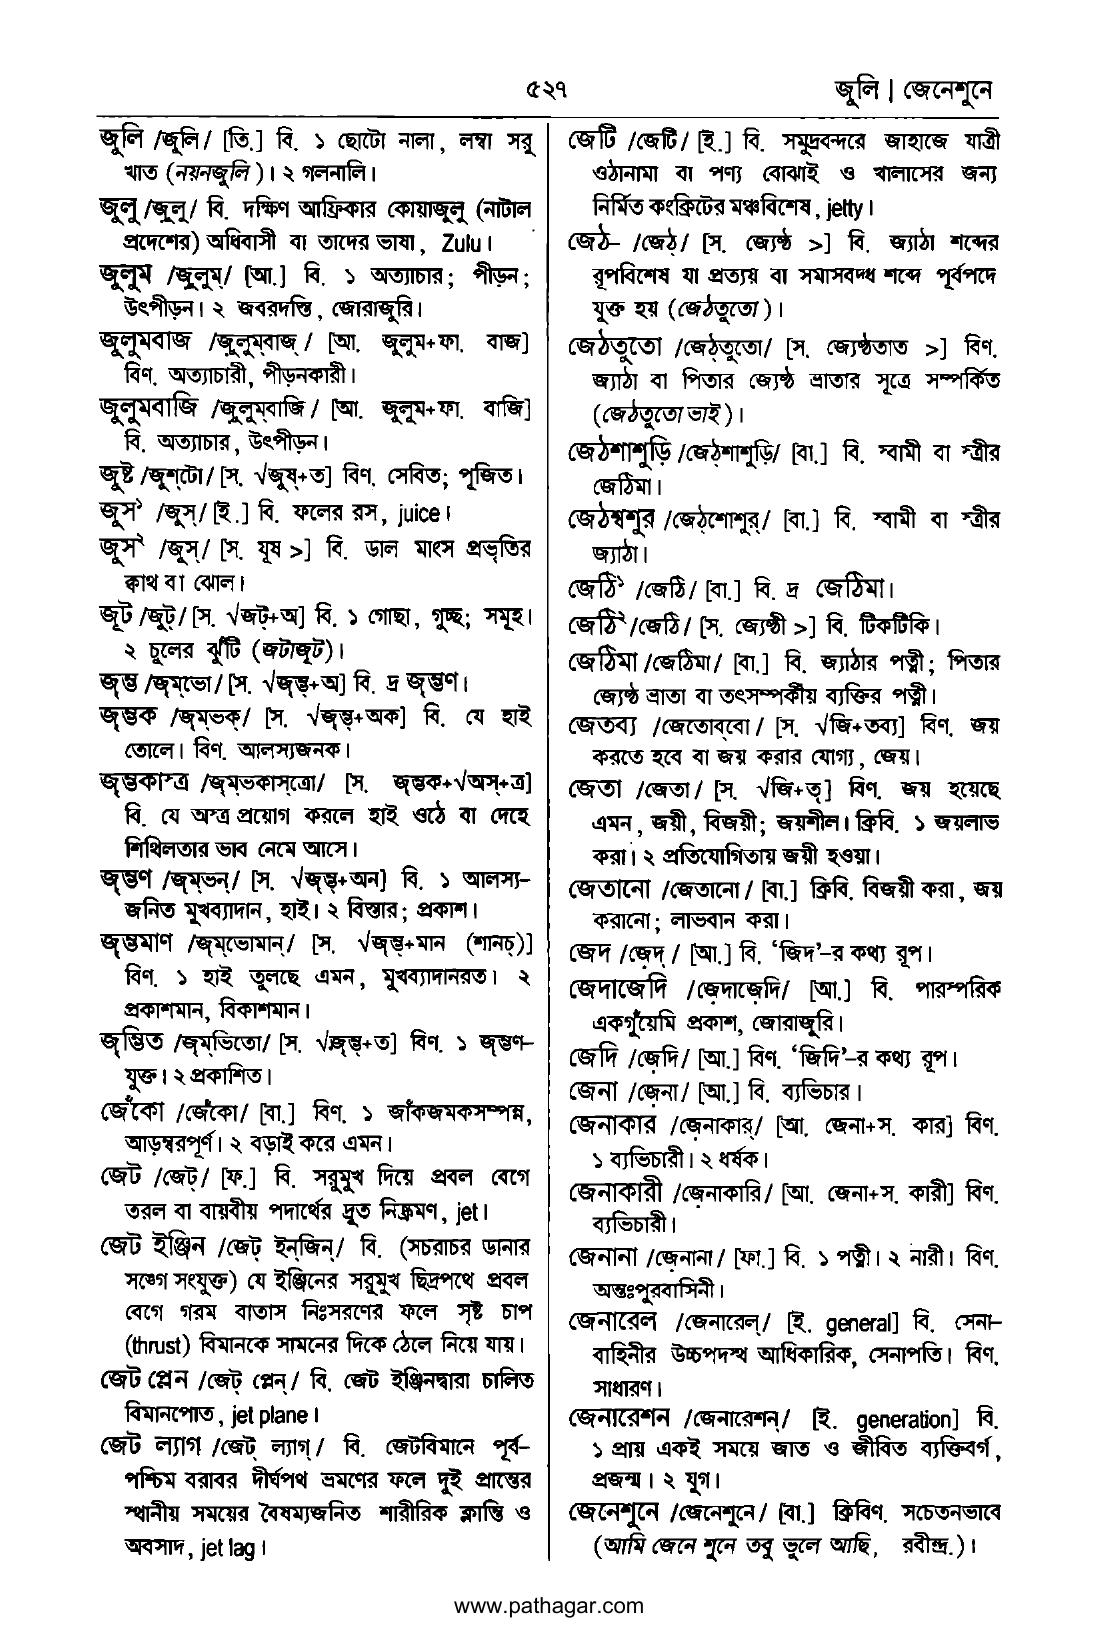 ৫২৭
জুলি | জেনেশুনে
জুলি /জুলি/ [তি.] বি. ১ ছোটো নালা, লম্বা সরু
খাত (নয়নজুলি)। ২ গলনালি।
জুলু /জু়লু/ বি. দক্ষিণ আফ্রিকার কোয়াজুলু (নাটাল
প্রদেশের) অধিবাসী বা তাদের ভাষা, Zulu।
জুলুম /জু়লুম্/ [আ.] বি. ১ অত্যাচার; পীড়ন;
উৎপীড়ন। ২ জবরদস্তি, জোরাজুরি।
জুলুমবাজ /জু়লুম্‌বাজ়্/ [আ. জুলুম+ফা. বাজ]
বিণ. অত্যাচারী, পীড়নকারী।
জুলুমবাজি /জু়লুম্‌বাজ়ি/ [আ. জুলুম+ফা. বাজি]
বি. অত্যাচার, উৎপীড়ন।
জুষ্ট /জুশ্‌টো/ [স. √জুষ্+ত] বিণ. সেবিত; পূজিত।
জুস১ /জুস্/ [ই.] বি. ফলের রস, juice।
জুস২ /জুস্/ [স. যূষ >] বি. ডাল মাংস প্রভৃতির
ক্বাথ বা ঝোল।
জূট /জুট্/ [স. √জট্+অ] বি. ১ গোছা, গুচ্ছ; সমূহ।
২ চুলের ঝুঁটি (জটাজূট)।
জৃম্ভ /জৃম্‌ভো/ [স. √জৃম্ভ্+অ] বি. দ্র জৃম্ভণ।
জৃম্ভক /জৃম্‌ভক্/ [স. √জৃম্ভ্+অক] বি. যে হাই
তোলে। বিণ. আলস্যজনক।
জৃম্ভকাস্ত্র /জৃম্‌ভকাস্‌ত্রো/ [স. জৃম্ভক+√অস্+ত্র]
বি. যে অস্ত্র প্রয়োগ করলে হাই ওঠে বা দেহে
শিথিলতার ভাব নেমে আসে।
জৃম্ভণ /জৃম্‌ভন্/ [স. √জৃম্ভ্+অন] বি. ১ আলস্য-
জনিত মুখব্যাদান, হাই। ২ বিস্তার; প্রকাশ।
জৃম্ভমাণ /জৃম্‌ভোমান্/ [স. √জৃম্ভ্+মান (শানচ্)]
বিণ. ১ হাই তুলছে এমন, মুখব্যাদানরত। ২
প্রকাশমান, বিকাশমান।
জৃম্ভিত /জৃম্‌ভিতো/ [স. √জৃম্ভ্+ত] বিণ. ১ জৃম্ভণ-
যুক্ত। ২ প্রকাশিত।
জেঁকো /জেঁকো/ [বা.] বিণ. ১ জাঁকজমকসম্পন্ন,
আড়ম্বরপূর্ণ। ২ বড়াই করে এমন।
জেট /জেট্/ [ফ.] বি. সরুমুখ দিয়ে প্রবল বেগে
তরল বা বায়বীয় পদার্থের দ্রুত নিষ্ক্রমণ, jet।
জেট ইঞ্জিন /জেট্ ইন্‌জিন্/ বি. (সচরাচর ডানার
সঙ্গে সংযুক্ত) যে ইঞ্জিনের সরুমুখ ছিদ্রপথে প্রবল
বেগে গরম বাতাস নিঃসরণের ফলে সৃষ্ট চাপ
(thrust) বিমানকে সামনের দিকে ঠেলে নিয়ে যায়।
জেট প্লেন /জেট্ প্লেন্/ বি. জেট ইঞ্জিনদ্বারা চালিত
বিমানপোত, jet plane।
জেট ল্যাগ /জেট্ ল্যাগ্/ বি. জেটবিমানে পূর্ব-
পশ্চিম বরাবর দীর্ঘপথ ভ্রমণের ফলে দুই প্রান্তের
স্থানীয় সময়ের বৈষম্যজনিত শারীরিক ক্লান্তি ও
অবসাদ, jet lag।
জেটি /জেটি/ [ই.] বি. সমুদ্রবন্দরে জাহাজে যাত্রী
ওঠানামা বা পণ্য বোঝাই ও খালাসের জন্য
নির্মিত কংক্রিটের মঞ্চবিশেষ, jetty।
জেঠ- /জেঠ্/ [স. জ্যেষ্ঠ >] বি. জ্যাঠা শব্দের
রূপবিশেষ যা প্রত্যয় বা সমাসবদ্ধ শব্দে পূর্বপদে
যুক্ত হয় (জেঠতুতো)।
জেঠতুতো /জেঠ্‌তুতো/ [স. জ্যেষ্ঠতাত >] বিণ.
জ্যাঠা বা পিতার জ্যেষ্ঠ ভ্রাতার সূত্রে সম্পর্কিত
(জেঠতুতো ভাই)।
জেঠশাশুড়ি /জেঠ্‌শাশুড়ি/ [বা.] বি. স্বামী বা স্ত্রীর
জেঠিমা।
জেঠশ্বশুর /জেঠ্‌শোশুর্/ [বা.] বি. স্বামী বা স্ত্রীর
জ্যাঠা।
জেঠি১ /জেঠি/ [বা.] বি. দ্র জেঠিমা।
জেঠি২ /জেঠি/ [স. জ্যেষ্ঠী >] বি. টিকটিকি।
জেঠিমা /জেঠিমা/ [বা.] বি. জ্যাঠার পত্নী; পিতার
জ্যেষ্ঠ ভ্রাতা বা তৎসম্পর্কীয় ব্যক্তির পত্নী।
জেতব্য /জেতোব্‌বো/ [স. √জি+তব্য] বিণ. জয়
করতে হবে বা জয় করার যোগ্য, জেয়।
জেতা /জেতা/ [স. √জি+তৃ] বিণ. জয় হয়েছে
এমন, জয়ী, বিজয়ী; জয়শীল। ক্রিবি. ১ জয়লাভ
করা। ২ প্রতিযোগিতায় জয়ী হওয়া।
জেতানো /জেতানো/ [বা.] ক্রিবি. বিজয়ী করা, জয়
করানো; লাভবান করা।
জেদ /জে়দ্/ [আ.] বি. ‘জিদ’-র কথ্য রূপ।
জেদাজেদি /জে়দাজে়দি/ [আ.] বি. পারস্পরিক
একগুঁয়েমি প্রকাশ, জোরাজুরি।
জেদি /জে়দি/ [আ.] বিণ. ‘জিদি’-র কথ্য রূপ।
জেনা /জে়না/ [আ.] বি. ব্যভিচার।
জেনাকার /জে়নাকার্/ [আ. জেনা+স. কার] বিণ.
১ ব্যভিচারী। ২ ধর্ষক।
জেনাকারী /জে়নাকারি/ [আ. জেনা+স. কারী] বিণ.
ব্যভিচারী।
জেনানা /জে়নানা/ [ফা.] বি. ১ পত্নী। ২ নারী। বিণ.
অন্তঃপুরবাসিনী।
জেনারেল /জেনারেল্/ [ই. general] বি. সেনা-
বাহিনীর উচ্চপদস্থ আধিকারিক, সেনাপতি। বিণ.
সাধারণ।
জেনারেশন /জেনারেশন্/ [ই. generation] বি.
১ প্রায় একই সময়ে জাত ও জীবিত ব্যক্তিবর্গ,
প্রজন্ম। ২ যুগ।
জেনেশুনে /জেনেশুনে/ [বা.] ক্রিবিণ. সচেতনভাবে
(আমি জেনে শুনে তবু ভুলে আছি, রবীন্দ্র.)।
www.pathagar.com